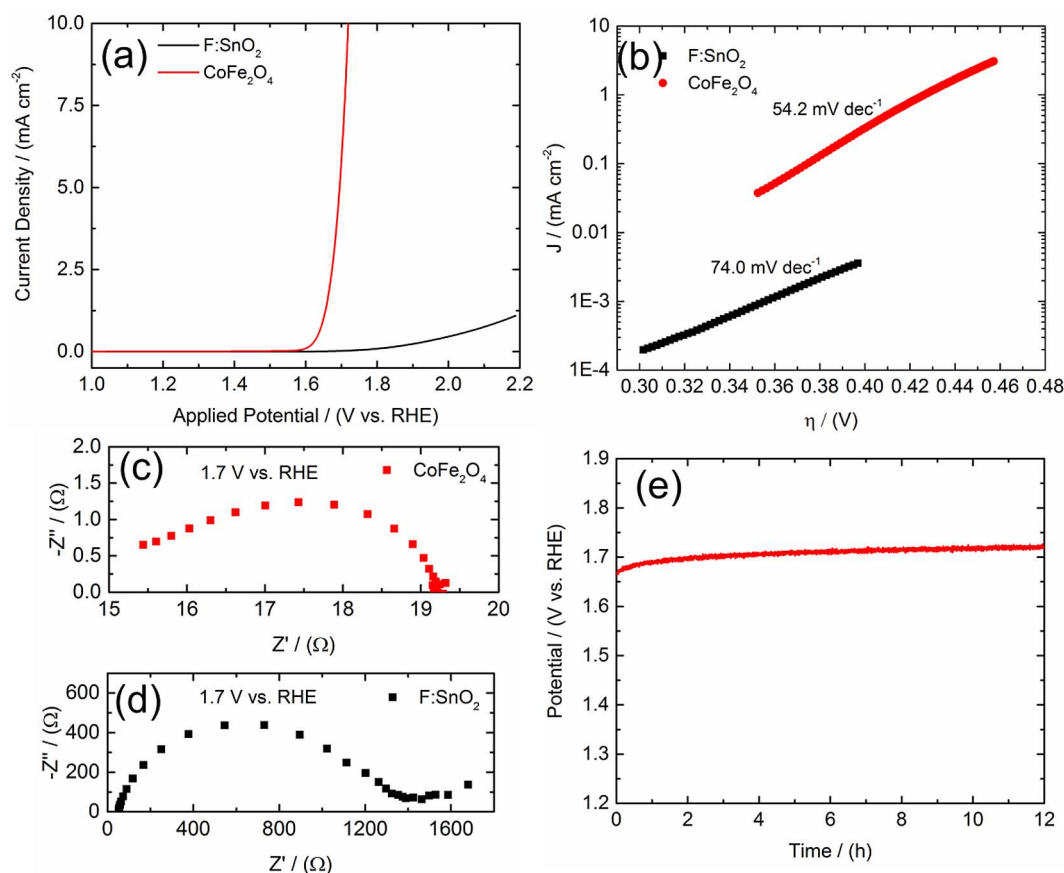 (a)
F:SnO₂
CoFe₂O₄
10.0
7.5
5.0
2.5
0.0
Current Density / (mA cm⁻²)
1.0 1.2 1.4 1.6 1.8 2.0 2.2
Applied Potential / (V vs. RHE)
(b)
F:SnO₂
CoFe₂O₄
54.2 mV dec⁻¹
74.0 mV dec⁻¹
10
1
0.1
0.01
1E-3
1E-4
J / (mA cm⁻²)
0.30 0.32 0.34 0.36 0.38 0.40 0.42 0.44 0.46 0.48
η / (V)
(c)
1.7 V vs. RHE
CoFe₂O₄
2.0
1.5
1.0
0.5
0.0
-Z'' / (Ω)
15 16 17 18 19 20
Z' / (Ω)
(d)
1.7 V vs. RHE
F:SnO₂
600
400
200
0
-Z'' / (Ω)
0 400 800 1200 1600
Z' / (Ω)
(e)
1.9
1.8
1.7
1.6
1.5
1.4
1.3
1.2
Potential / (V vs. RHE)
0 2 4 6 8 10 12
Time / (h)